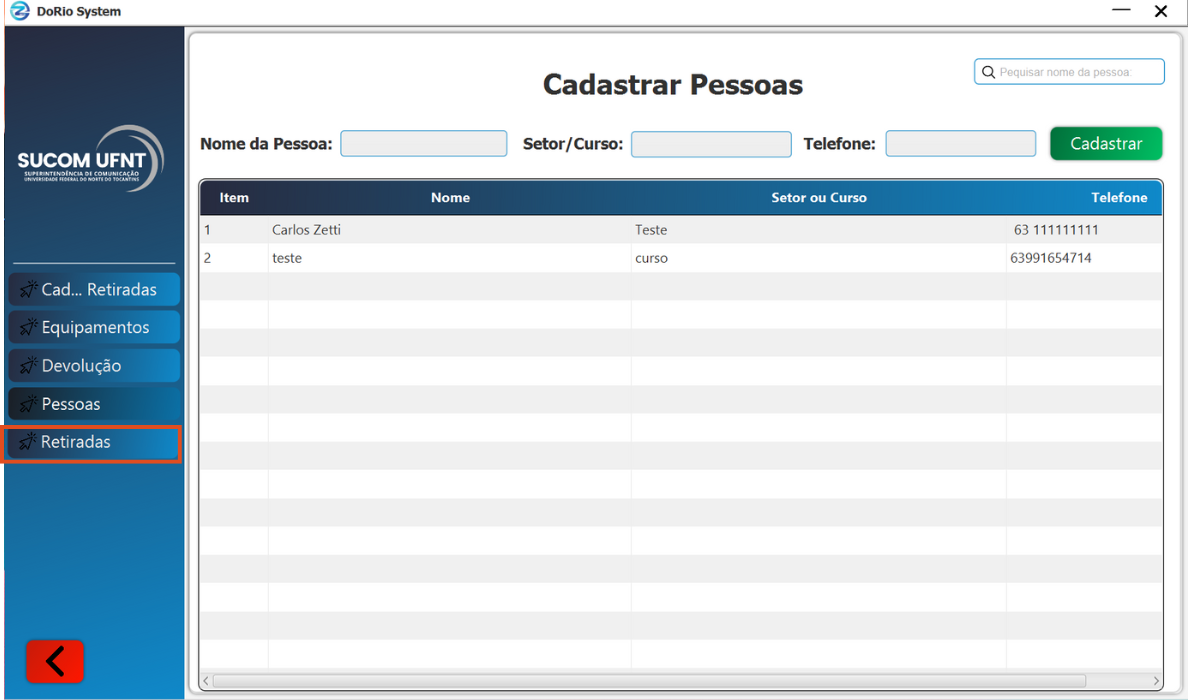 DoRio System
Pequisar nome da pessoa
Cadastrar Pessoas
Nome da Pessoa: Setor/Curso: Telefone: Cadastrar
SUCOM UFNT
SUPERINTENDÊNCIA DE COMUNICAÇÃO
UNIVERSIDADE FEDERAL DO NORTE DO TOCANTINS
Item Nome Setor ou Curso Telefone
1 Carlos Zetti Teste 63 111111111
2 teste curso 63991654714
Cad... Retiradas
Equipamentos
Devolução
Pessoas
Retiradas